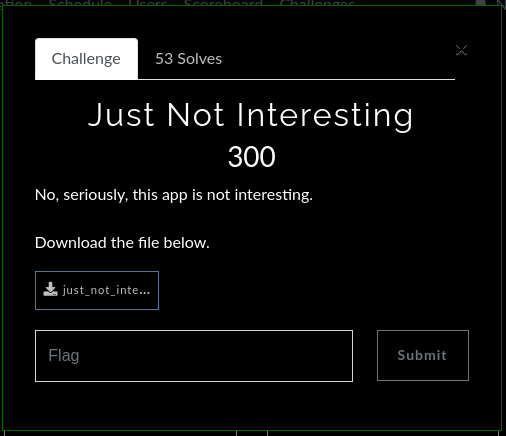 ation Schedule Users Scoreboard Challenges
Challenge 53 Solves
Just Not Interesting
300
No, seriously, this app is not interesting.
Download the file below.
just_not_inte...
Flag
Submit